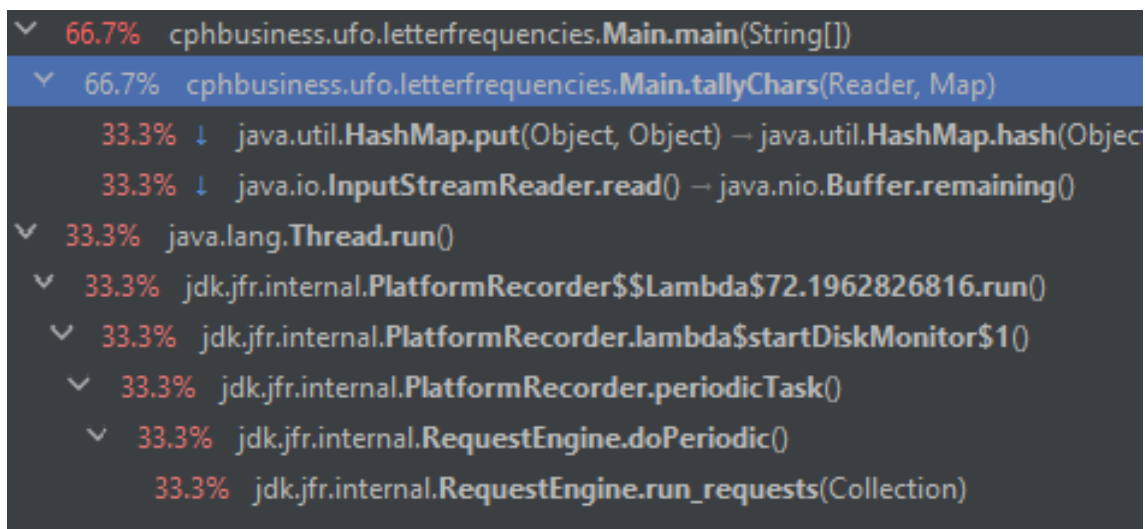 66.7% cphbusiness.ufo.letterfrequencies.Main.main(String[])
66.7% cphbusiness.ufo.letterfrequencies.Main.tallyChars(Reader, Map)
33.3% ↓ java.util.HashMap.put(Object, Object) → java.util.HashMap.hash(Objec
33.3% ↓ java.io.InputStreamReader.read() → java.nio.Buffer.remaining()
33.3% java.lang.Thread.run()
33.3% jdk.jfr.internal.PlatformRecorder$$Lambda$72.1962826816.run()
33.3% jdk.jfr.internal.PlatformRecorder.lambda$startDiskMonitor$1()
33.3% jdk.jfr.internal.PlatformRecorder.periodicTask()
33.3% jdk.jfr.internal.RequestEngine.doPeriodic()
33.3% jdk.jfr.internal.RequestEngine.run_requests(Collection)